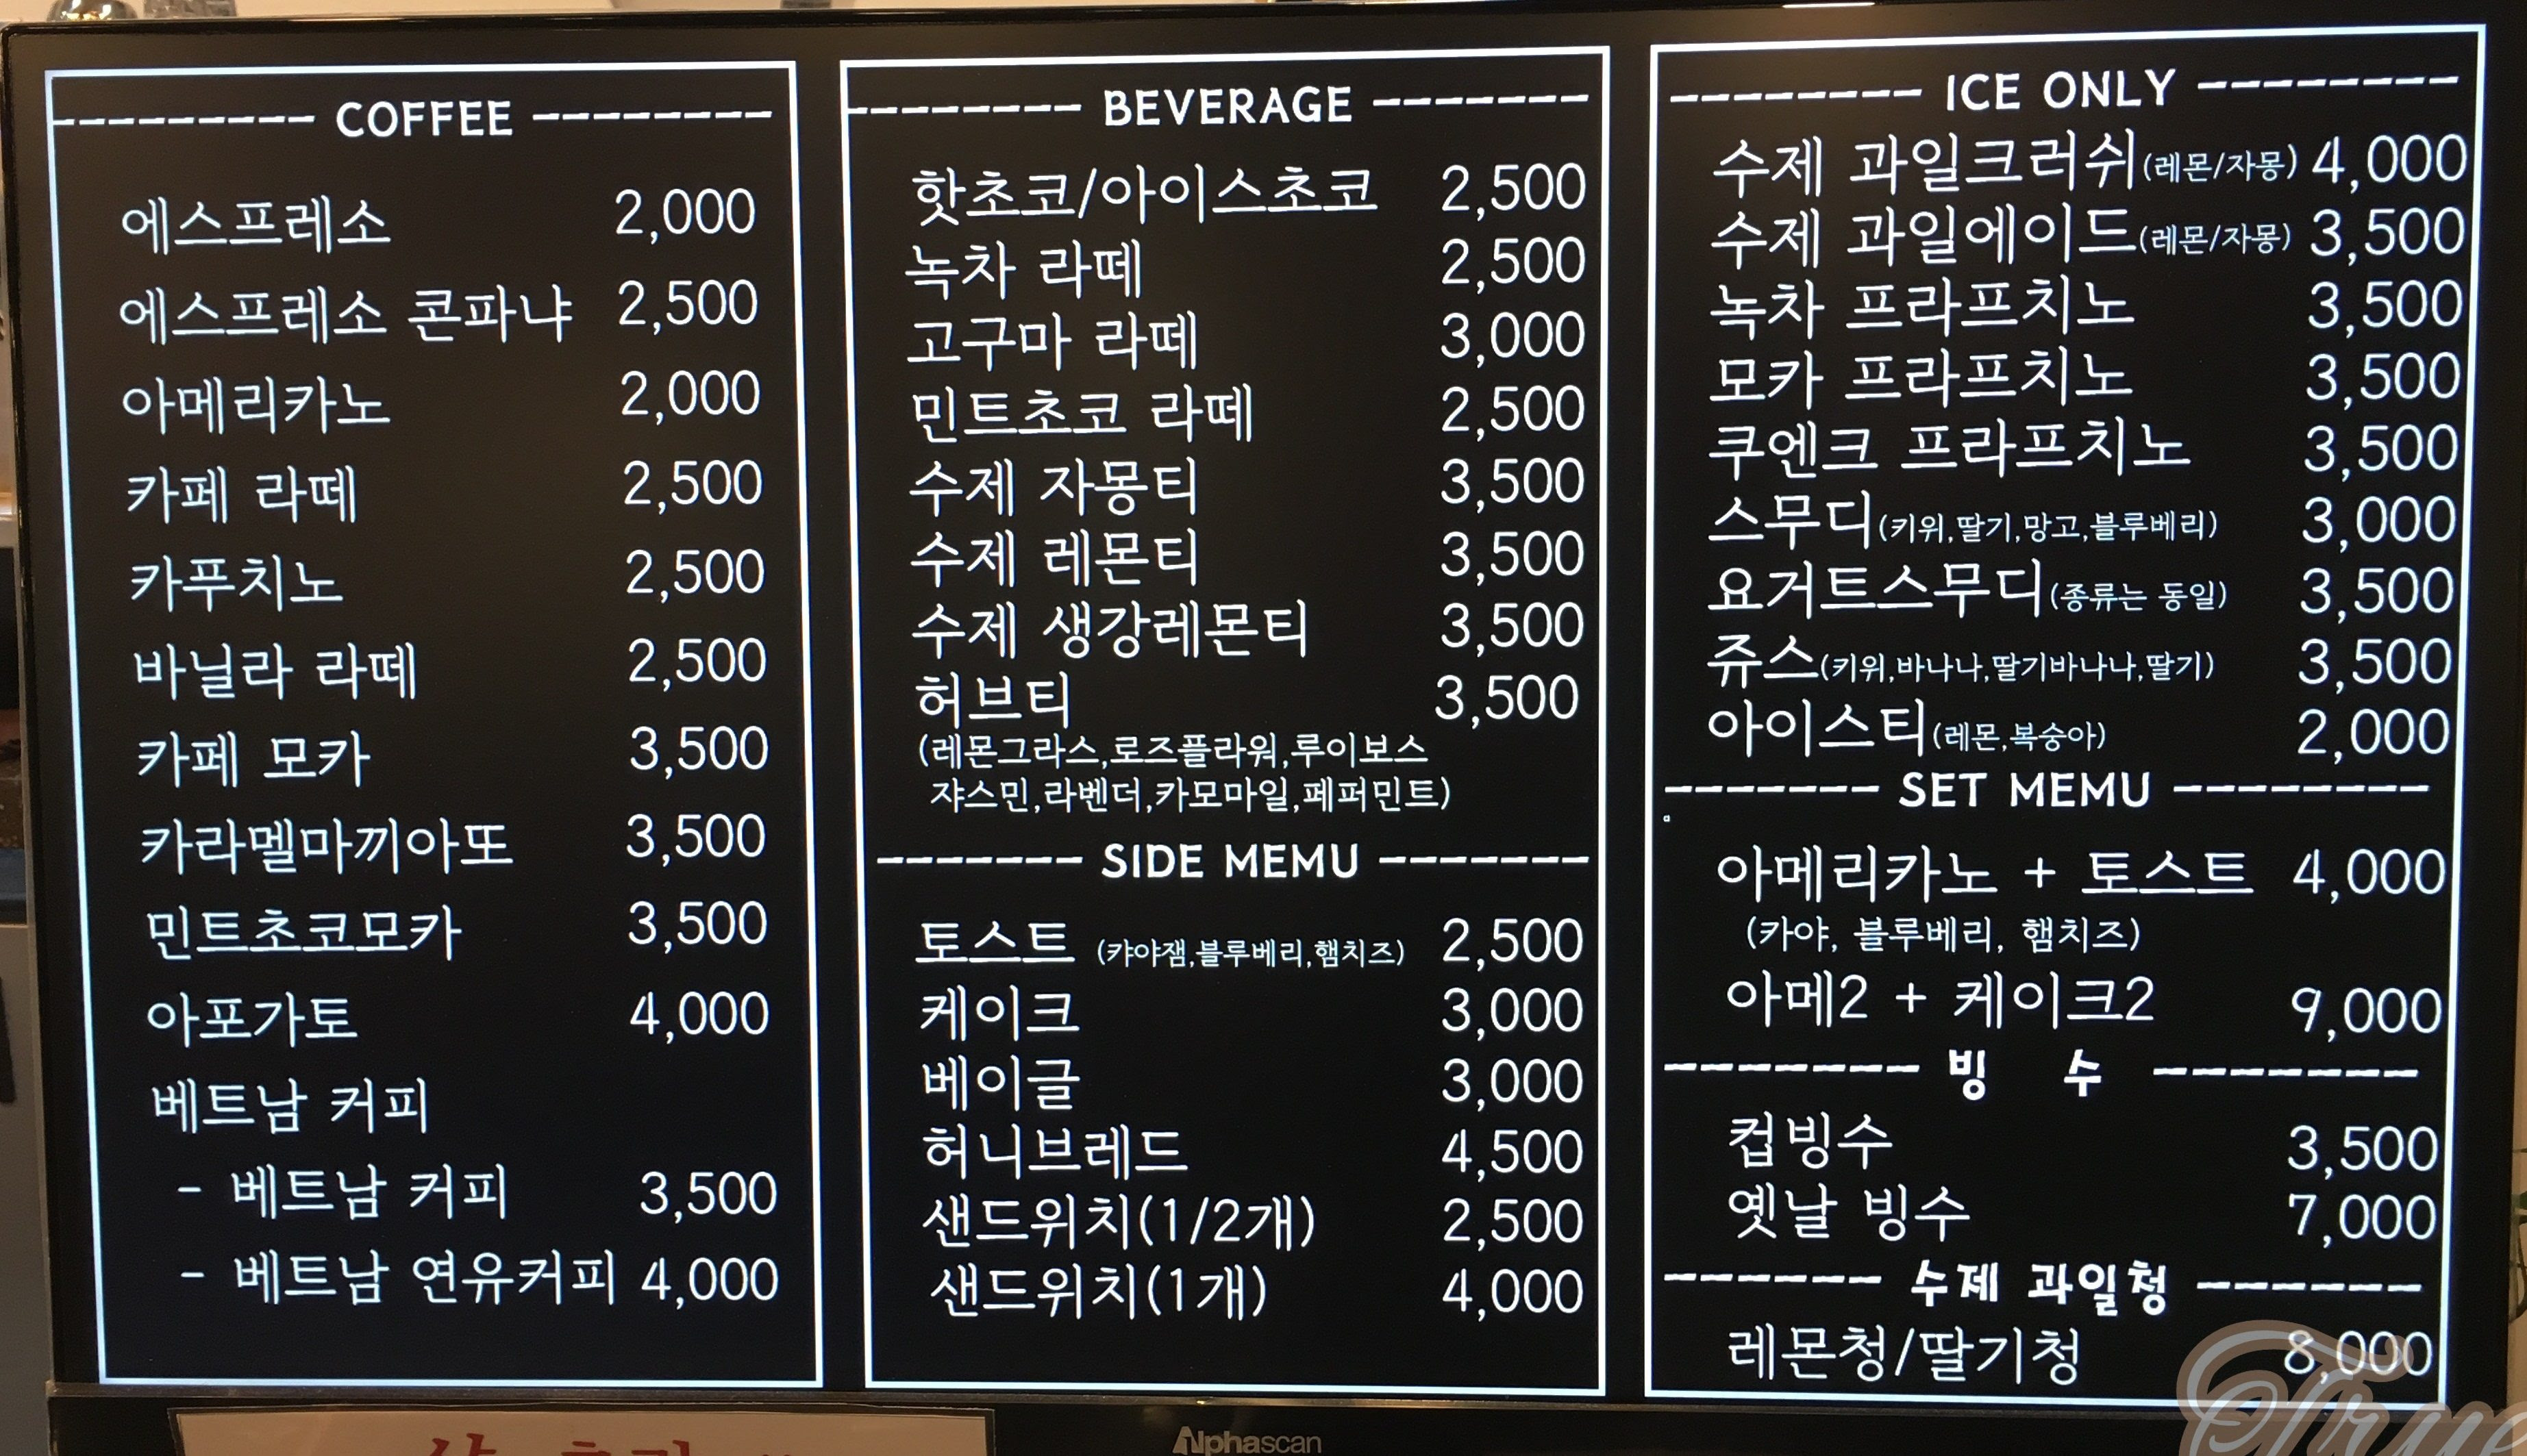 COFFEE
에스프레소 2,000
에스프레소 콘파냐 2,500
아메리카노 2,000
카페 라떼 2,500
카푸치노 2,500
바닐라 라떼 2,500
카페 모카 3,500
카라멜마끼아또 3,500
민트초코모카 3,500
아포가토 4,000
베트남 커피
- 베트남 커피 3,500
- 베트남 연유커피 4,000
BEVERAGE
핫초코/아이스초코 2,500
녹차 라떼 2,500
고구마 라떼 3,000
민트초코 라떼 2,500
수제 자몽티 3,500
수제 레몬티 3,500
수제 생강레몬티 3,500
허브티 3,500
(레몬그라스,로즈플라워,루이보스
쟈스민,라벤더,카모마일,페퍼민트)
SIDE MEMU
토스트 (캬야잼,블루베리,햄치즈) 2,500
케이크 3,000
베이글 3,000
허니브레드 4,500
샌드위치(1/2개) 2,500
샌드위치(1개) 4,000
ICE ONLY
수제 과일크러쉬(레몬/자몽) 4,000
수제 과일에이드(레몬/자몽) 3,500
녹차 프라프치노 3,500
모카 프라프치노 3,500
쿠엔크 프라프치노 3,500
스무디(키위,딸기,망고,블루베리) 3,000
요거트스무디(종류는 동일) 3,500
쥬스(키위,바나나,딸기바나나,딸기) 3,500
아이스티(레몬,복숭아) 2,000
SET MEMU
아메리카노 + 토스트 4,000
(카야, 블루베리, 햄치즈)
아메2 + 케이크2 9,000
빙 수
컵빙수 3,500
옛날 빙수 7,000
수제 과일청
레몬청/딸기청 8,000
Alphascan
True